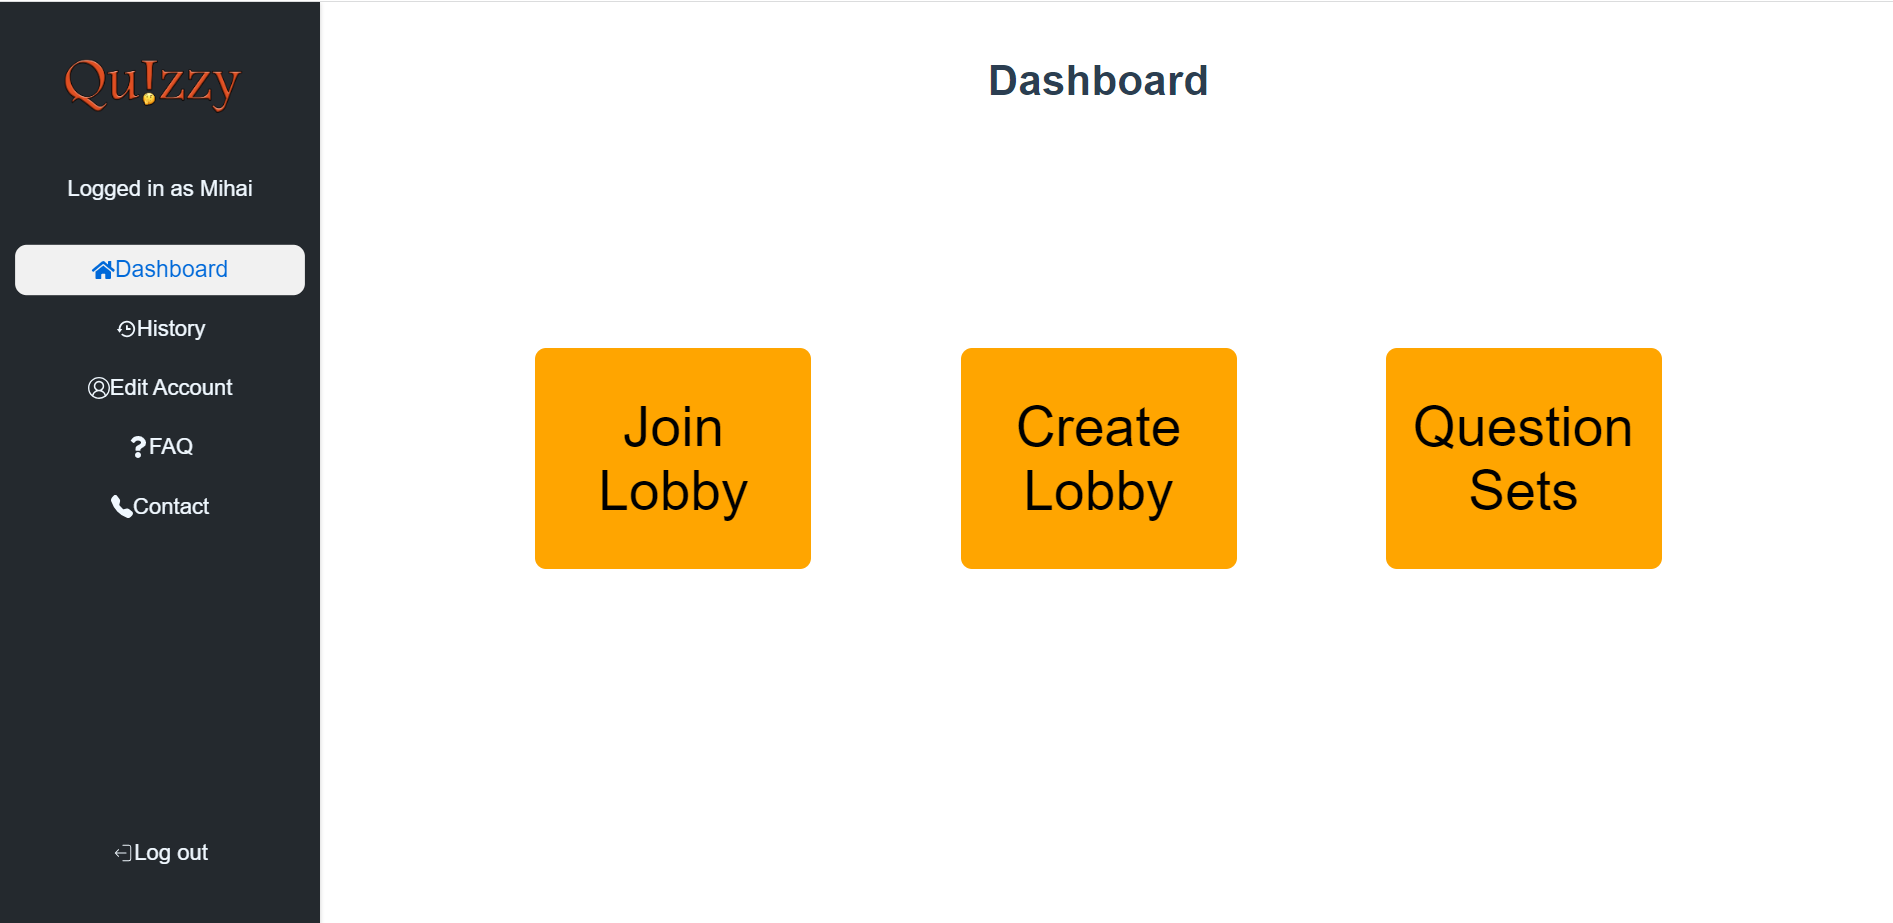 Qu!zzy
Logged in as Mihai
Dashboard
History
Edit Account
FAQ
Contact
Log out
Dashboard
Join
Lobby
Create
Lobby
Question
Sets